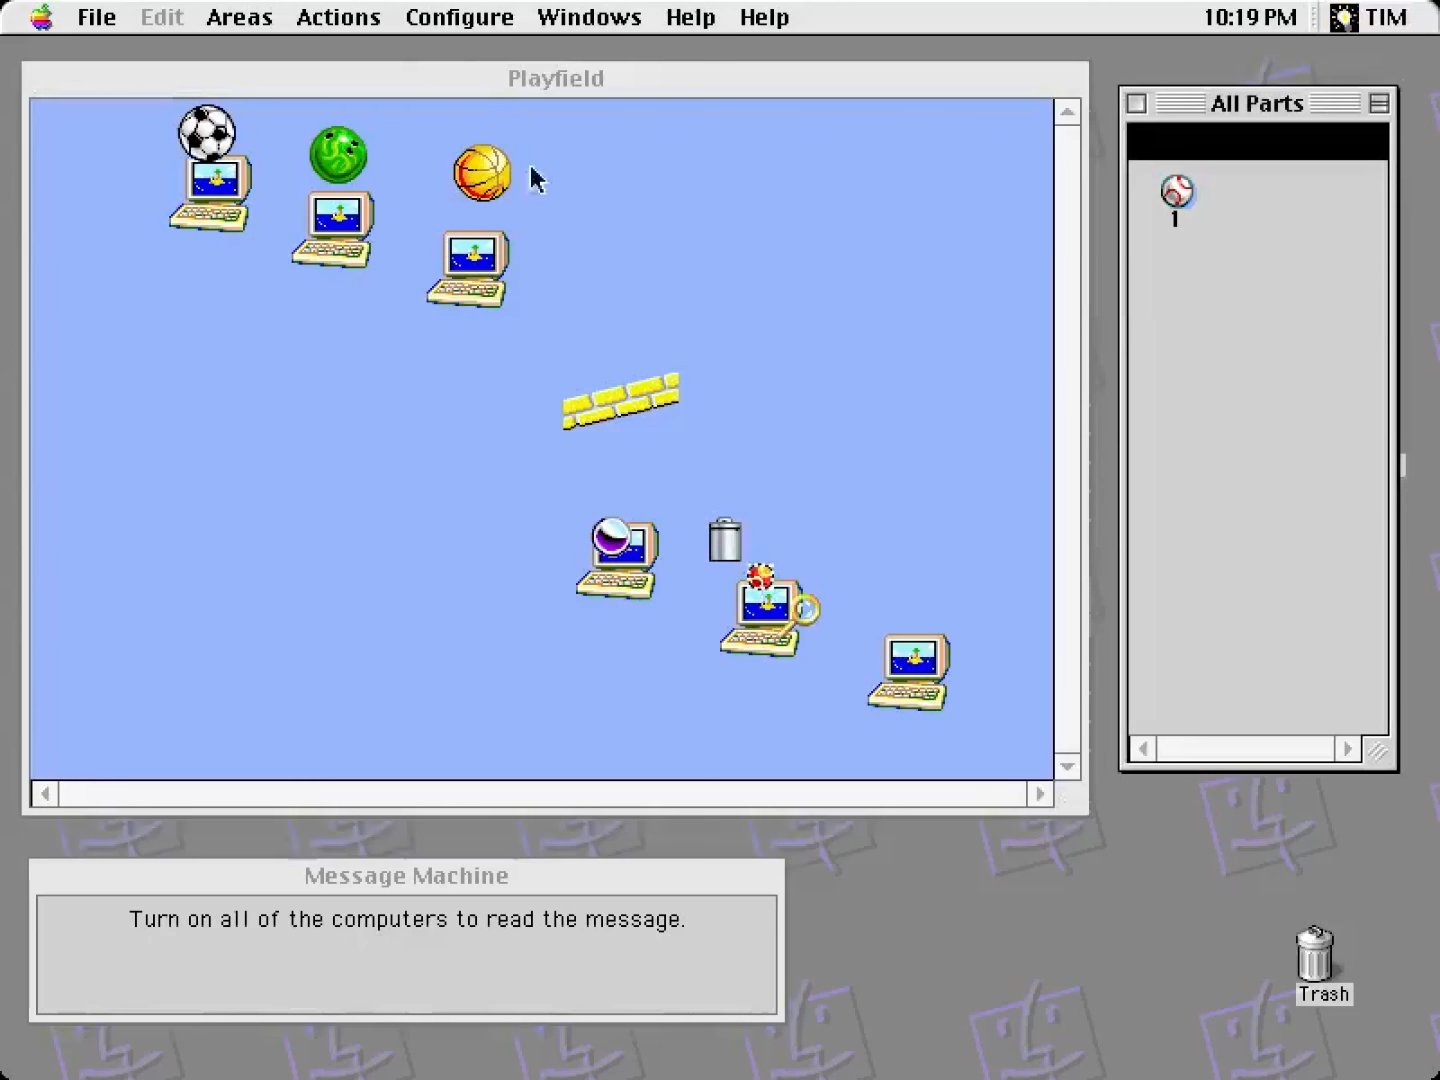 File Edit Areas Actions Configure Windows Help Help 10:19 PM TIM
Playfield
All Parts
1
Message Machine
Turn on all of the computers to read the message.
Trash